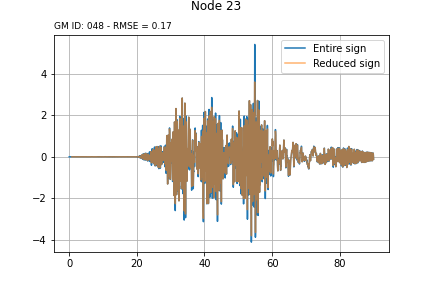 Node 23
GM ID: 048 - RMSE = 0.17
Entire sign
Reduced sign
4
2
0
−2
−4
0 20 40 60 80